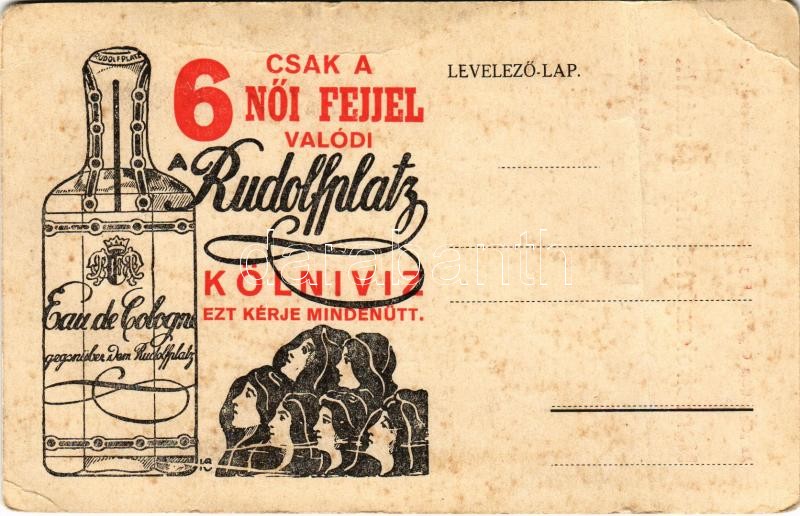 RUDOLFPLATZ
Eau de Cologne
gegenüber dem Rudolfplatz
CSAK A
6 NŐI FEJJEL
VALÓDI
A Rudolfplatz
KÖLNIVIZ
EZT KÉRJE MINDENÜTT.
LEVELEZŐ-LAP.
darabanth